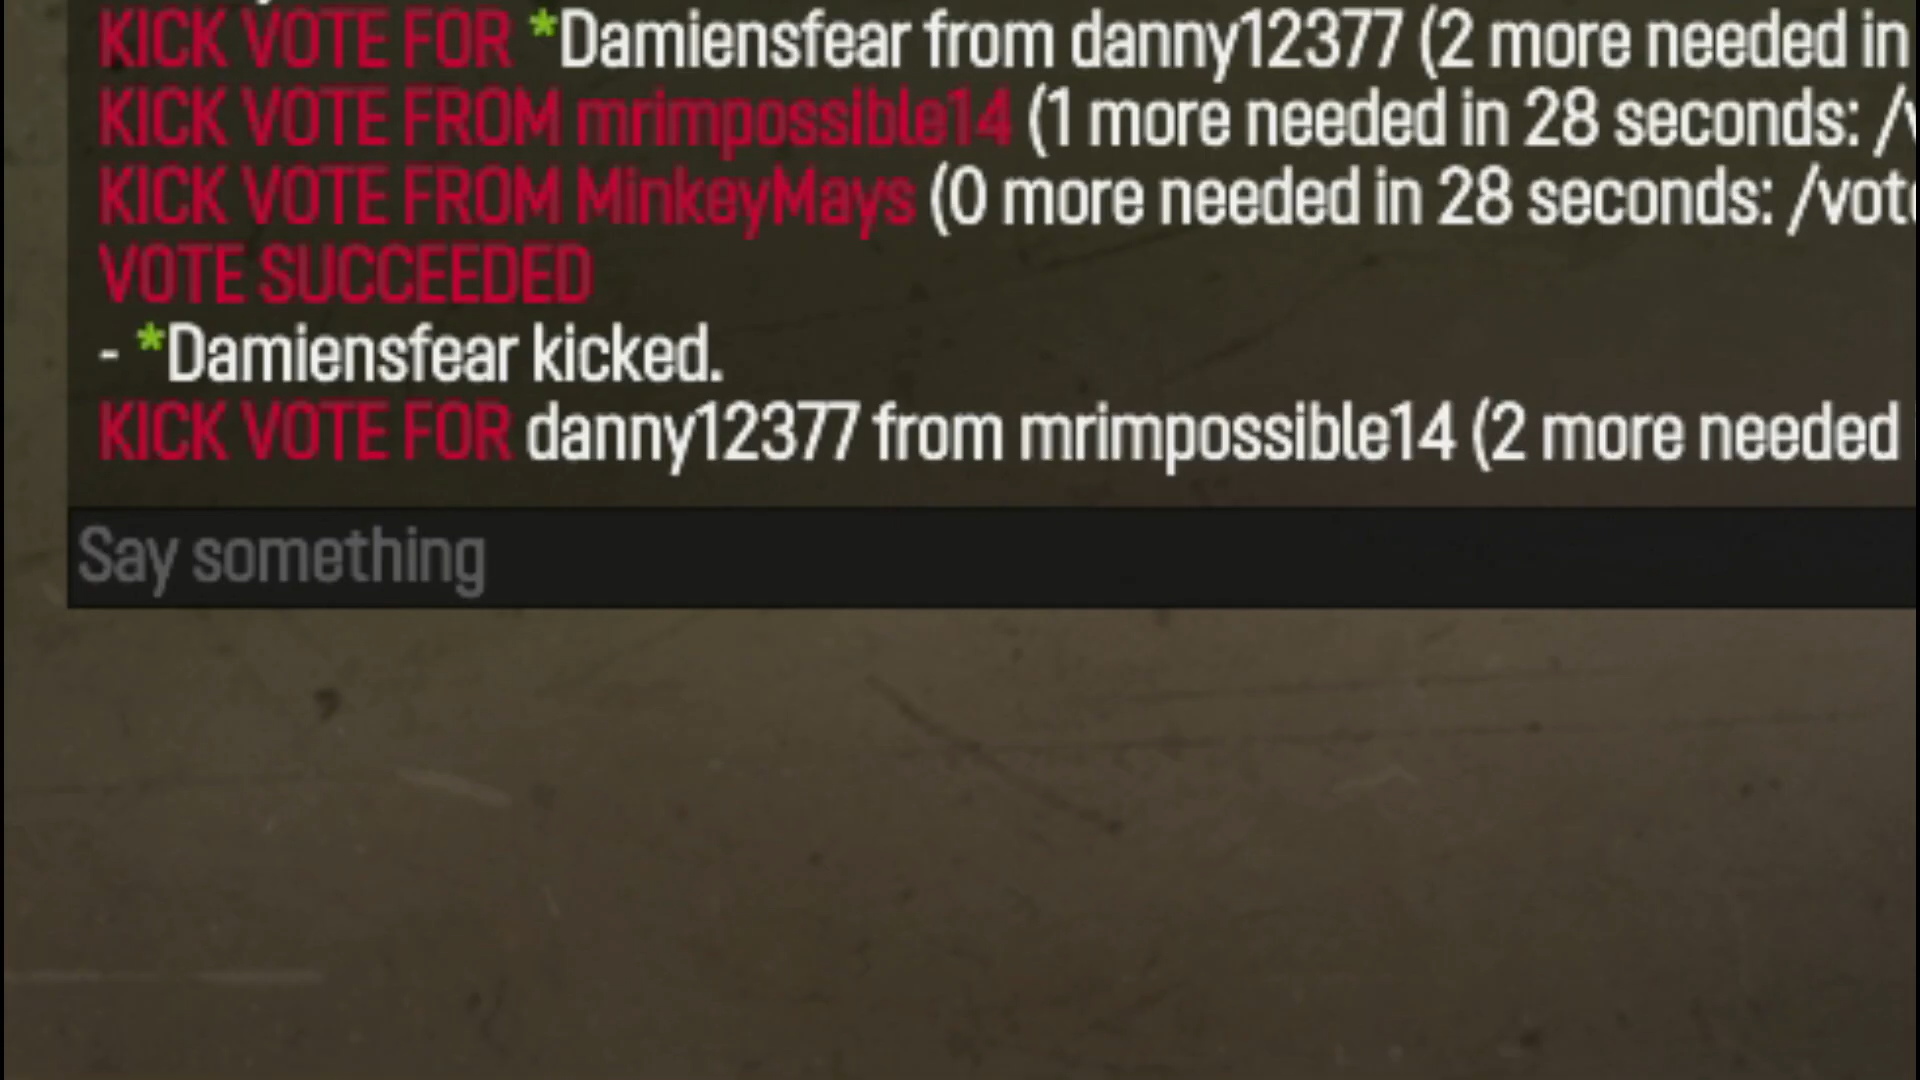 KICK VOTE FOR *Damiensfear from danny12377 (2 more needed in
KICK VOTE FROM mrimpossible14 (1 more needed in 28 seconds: /v
KICK VOTE FROM MinkeyMays (0 more needed in 28 seconds: /vote
VOTE SUCCEEDED
- *Damiensfear kicked.
KICK VOTE FOR danny12377 from mrimpossible14 (2 more needed
Say something